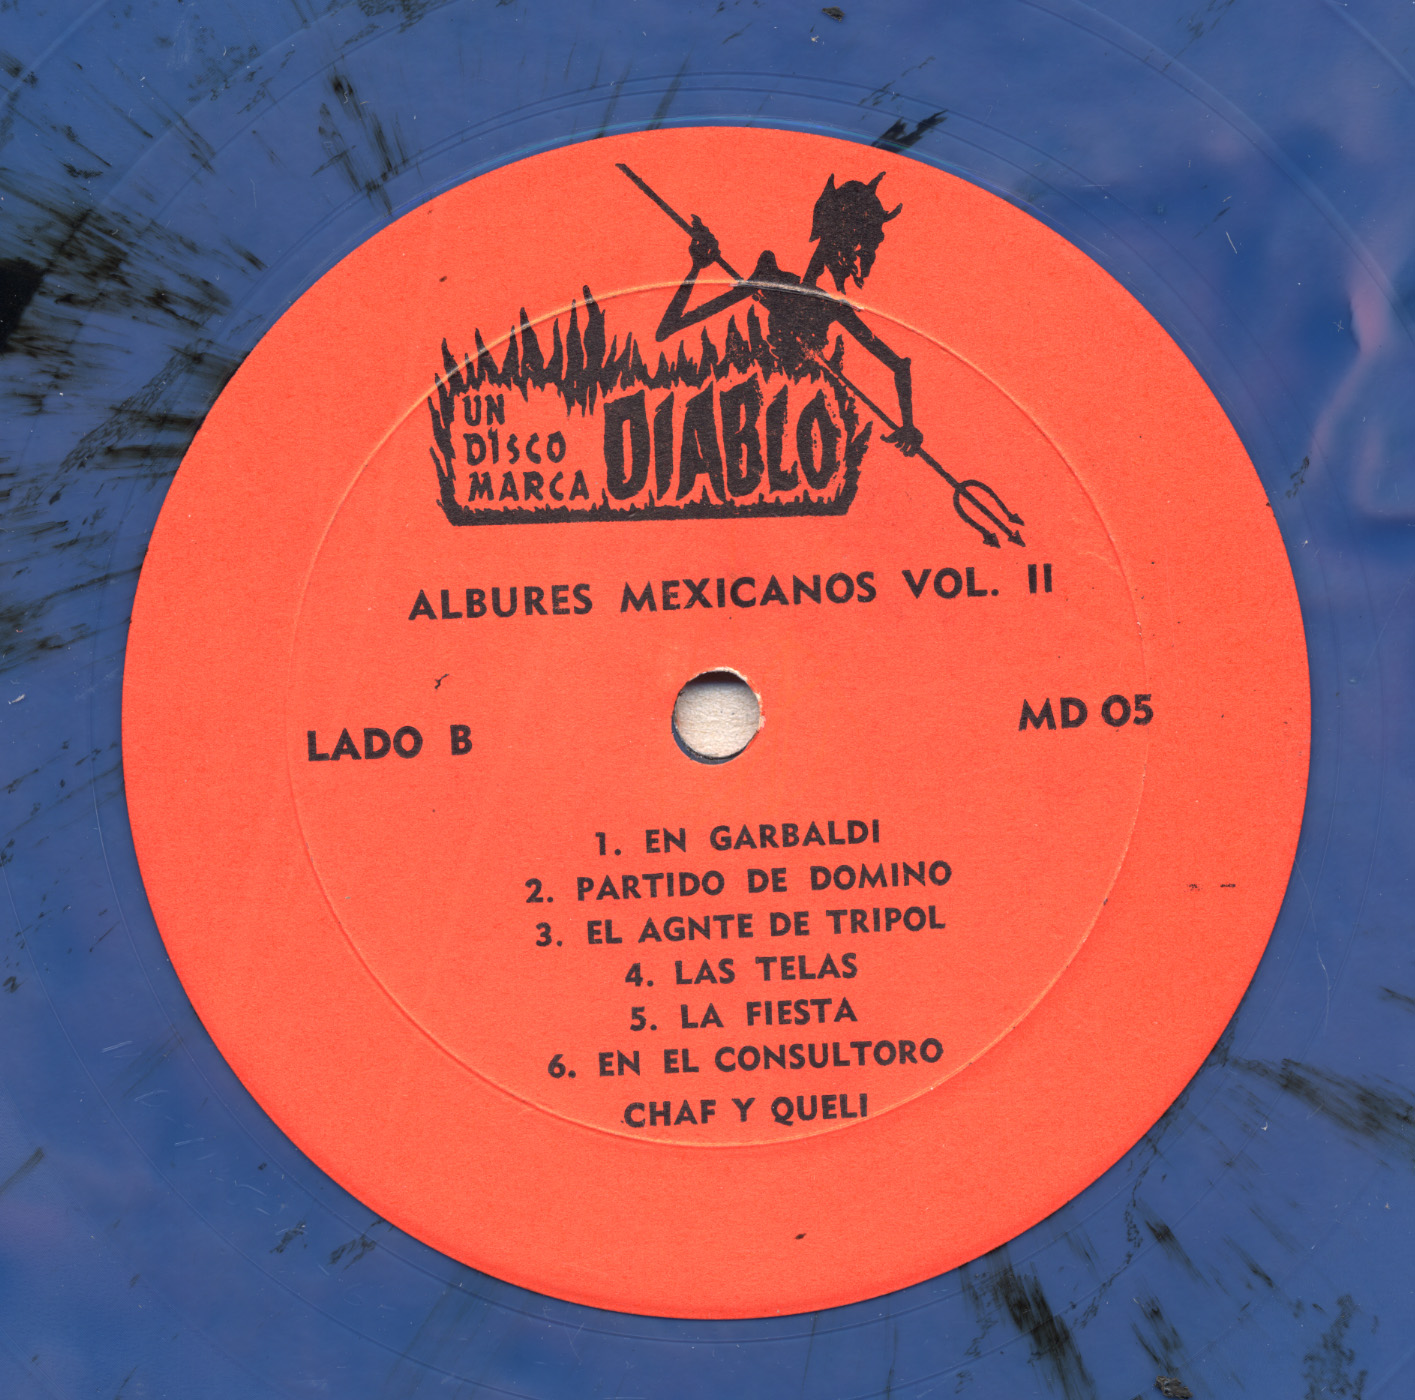 UN
DISCO
MARCA DIABLO
ALBURES MEXICANOS VOL. II
LADO B
MD 05
1. EN GARBALDI
2. PARTIDO DE DOMINO
3. EL AGNTE DE TRIPOL
4. LAS TELAS
5. LA FIESTA
6. EN EL CONSULTORO
CHAF Y QUELI